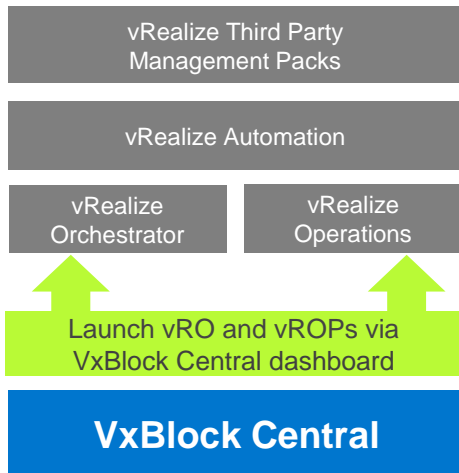 vRealize Third Party
Management Packs
vRealize Automation
vRealize
Orchestrator
vRealize
Operations
Launch vRO and vROPs via
VxBlock Central dashboard
VxBlock Central